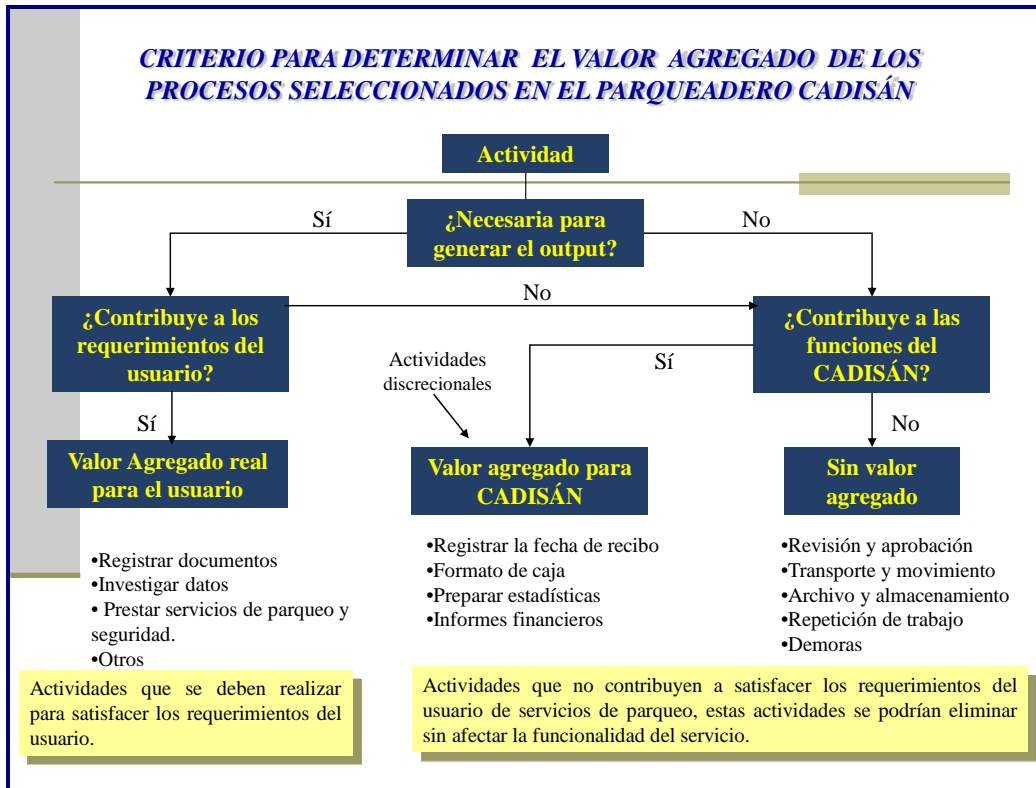 CRITERIO PARA DETERMINAR EL VALOR AGREGADO DE LOS
PROCESOS SELECCIONADOS EN EL PARQUEADERO CADISÁN
Actividad
Sí
¿Necesaria para
generar el output?
No
No
¿Contribuye a los
requerimientos del
usuario?
¿Contribuye a las
funciones del
CADISÁN?
Actividades
discrecionales
Sí
Sí
No
Valor Agregado real
para el usuario
Valor agregado para
CADISÁN
Sin valor
agregado
•Registrar documentos
•Investigar datos
• Prestar servicios de parqueo y
seguridad.
•Otros
•Registrar la fecha de recibo
•Formato de caja
•Preparar estadísticas
•Informes financieros
•Revisión y aprobación
•Transporte y movimiento
•Archivo y almacenamiento
•Repetición de trabajo
•Demoras
Actividades que se deben realizar
para satisfacer los requerimientos del
usuario.
Actividades que no contribuyen a satisfacer los requerimientos del
usuario de servicios de parqueo, estas actividades se podrían eliminar
sin afectar la funcionalidad del servicio.